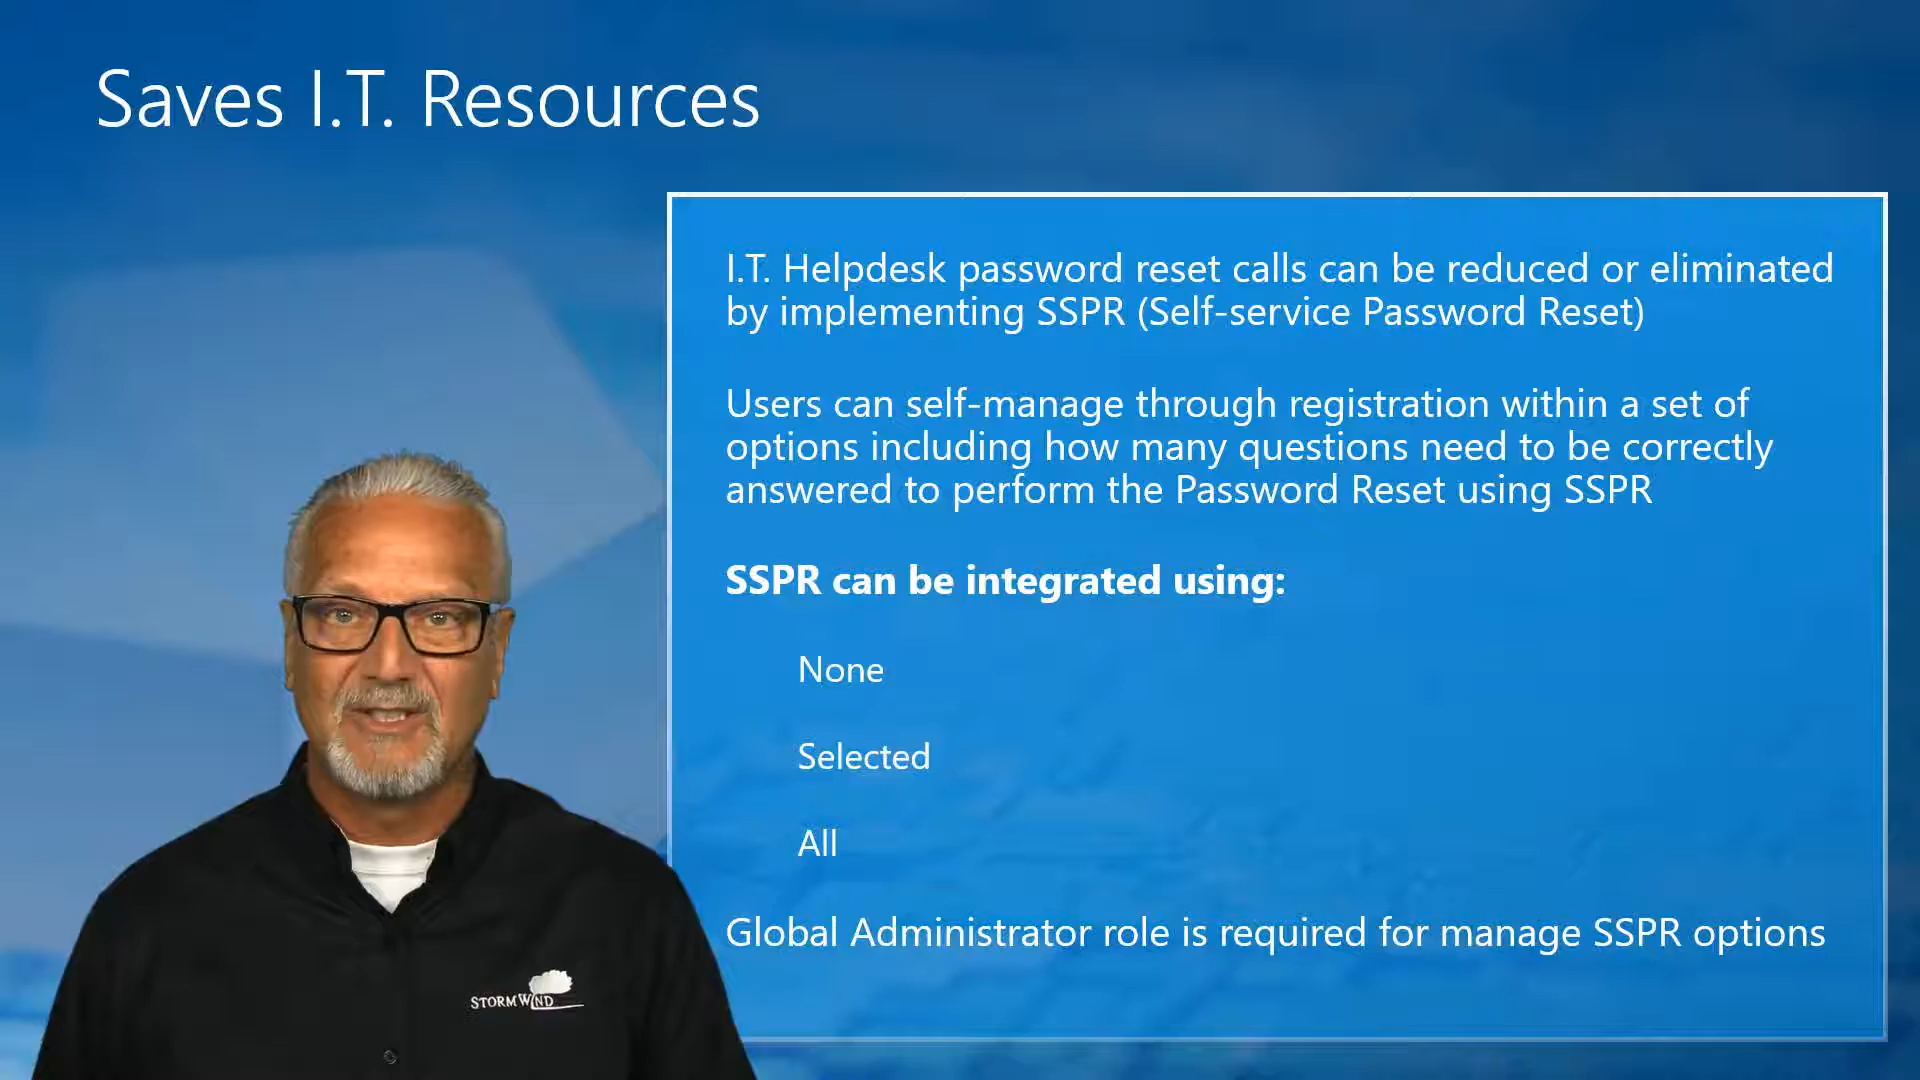 Saves I.T. Resources
I.T. Helpdesk password reset calls can be reduced or eliminated
by implementing SSPR (Self-service Password Reset)
Users can self-manage through registration within a set of
options including how many questions need to be correctly
answered to perform the Password Reset using SSPR
SSPR can be integrated using:
None
Selected
All
Global Administrator role is required for manage SSPR options
STORMWIND